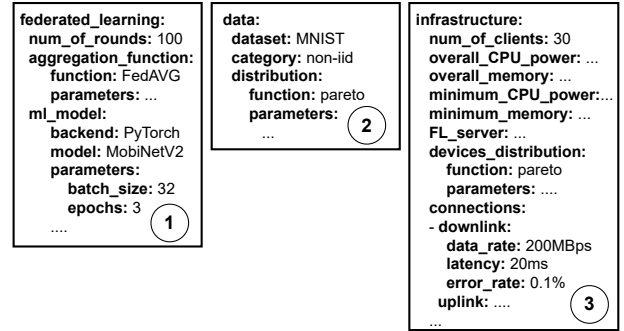 federated_learning:
num_of_rounds: 100
aggregation_function:
function: FedAVG
parameters: ...
ml_model:
backend: PyTorch
model: MobiNetV2
parameters:
batch_size: 32
epochs: 3
....
1
data:
dataset: MNIST
category: non-iid
distribution:
function: pareto
parameters:
...
2
infrastructure:
num_of_clients: 30
overall_CPU_power: ...
overall_memory: ...
minimum_CPU_power:...
minimum_memory: ...
FL_server: ...
devices_distribution:
function: pareto
parameters: ....
connections:
- downlink:
data_rate: 200MBps
latency: 20ms
error_rate: 0.1%
uplink: ....
...
3